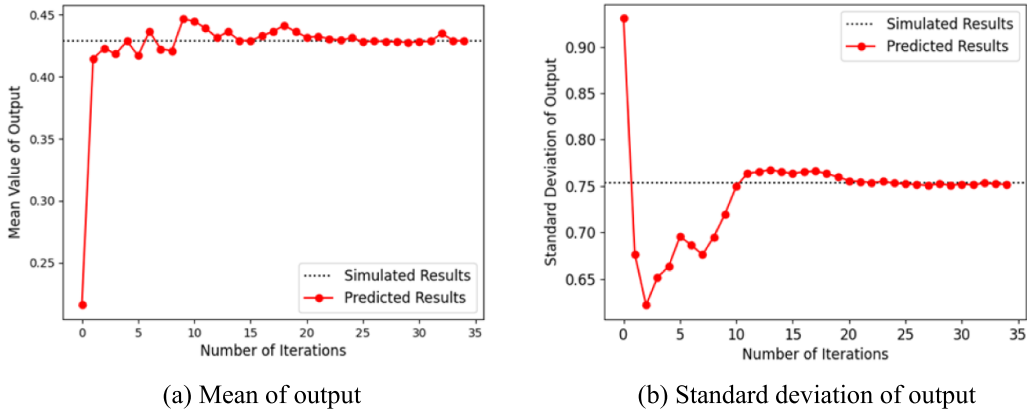 0.45
0.40
0.35
0.30
0.25
Mean Value of Output
Simulated Results
Predicted Results
0 5 10 15 20 25 30 35
Number of Iterations
(a) Mean of output
0.90
0.85
0.80
0.75
0.70
0.65
Standard Deviation of Output
Simulated Results
Predicted Results
0 5 10 15 20 25 30 35
Number of Iterations
(b) Standard deviation of output